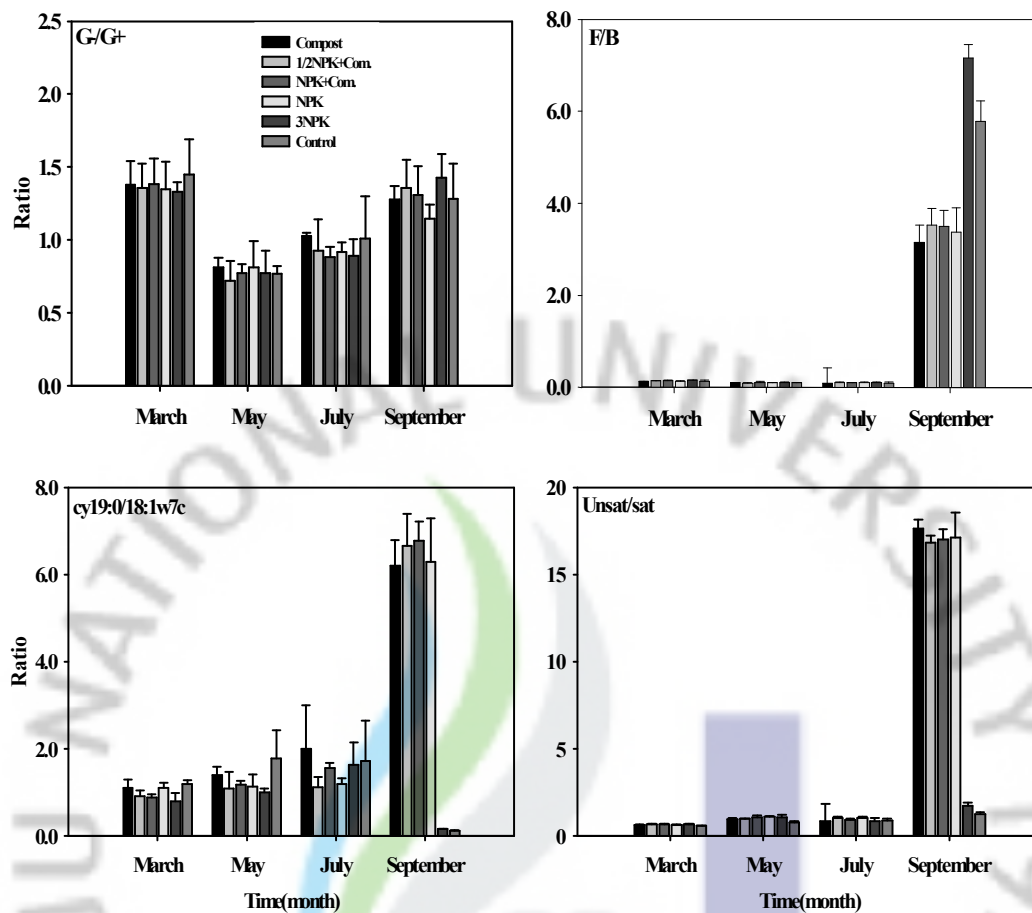 G-/G+
Compost
1/2NPK+Com.
NPK+Com.
NPK
3NPK
Control
Ratio
2.5
2.0
1.5
1.0
0.5
0.0
March May July September
F/B
8.0
6.0
4.0
2.0
0.0
March May July September
cy19:0/18:1w7c
Ratio
8.0
6.0
4.0
2.0
0.0
March May July September
Time(month)
Unsat/sat
20
15
10
5
0
March May July September
Time(month)
NATIONAL UNIVERSITY